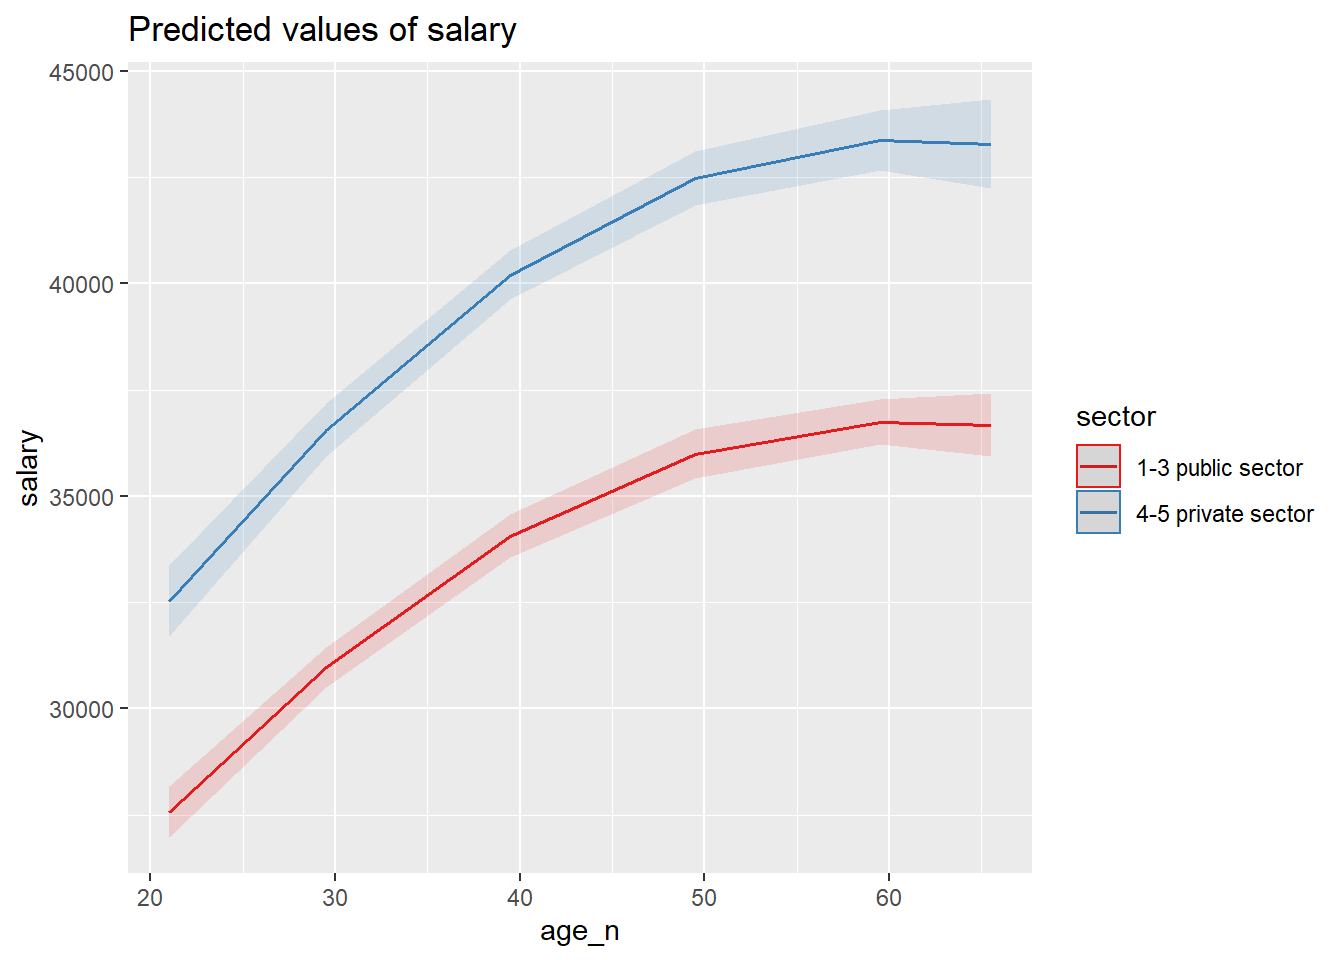 Predicted values of salary
45000
40000
35000
30000
salary
20 30 40 50 60
age_n
sector
1-3 public sector
4-5 private sector